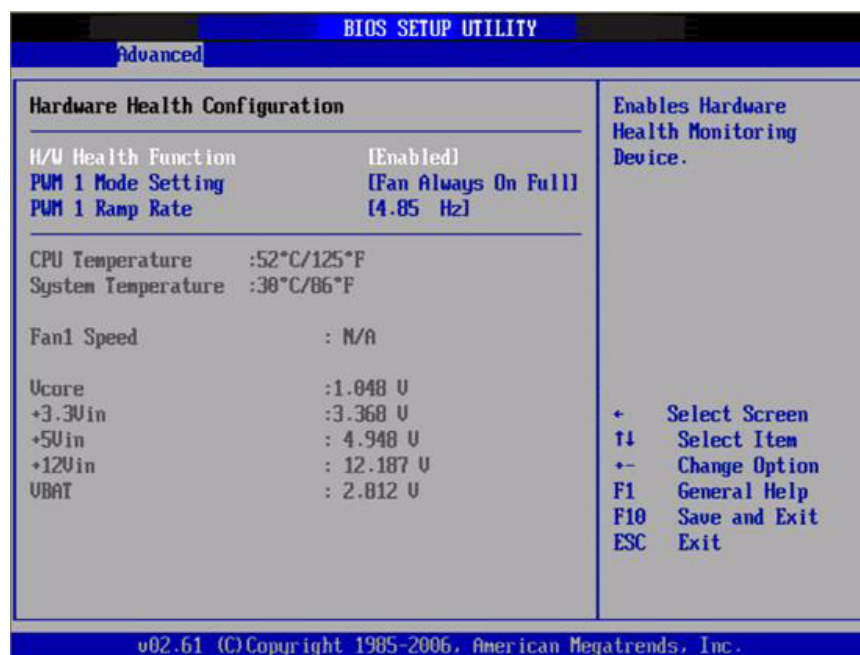 BIOS SETUP UTILITY
Advanced
Hardware Health Configuration
H/W Health Function [Enabled]
PWM 1 Mode Setting [Fan Always On Full]
PWM 1 Ramp Rate [4.85 Hz]
CPU Temperature :52°C/125°F
System Temperature :30°C/86°F
Fan1 Speed : N/A
Vcore :1.048 V
+3.3Vin :3.368 V
+5Vin : 4.948 V
+12Vin : 12.187 V
VBAT : 2.812 V
Enables Hardware
Health Monitoring
Device.
← Select Screen
↑↓ Select Item
+- Change Option
F1 General Help
F10 Save and Exit
ESC Exit
v02.61 (C)Copyright 1985-2006, American Megatrends, Inc.